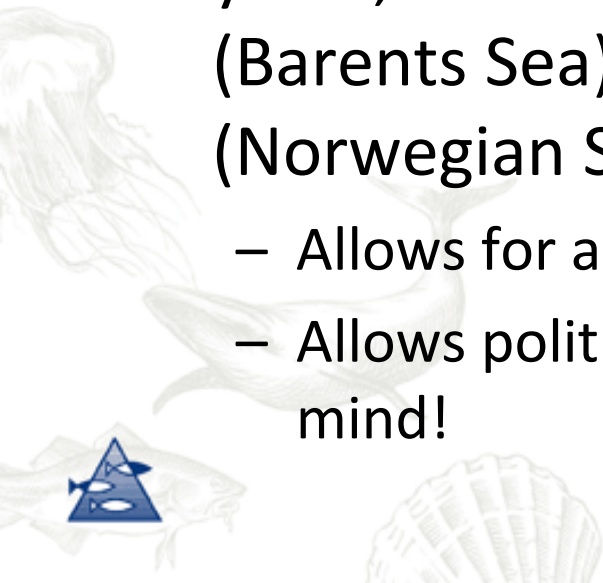 (Barents Sea)
(Norwegian
– Allows for a
– Allows polit
mind!